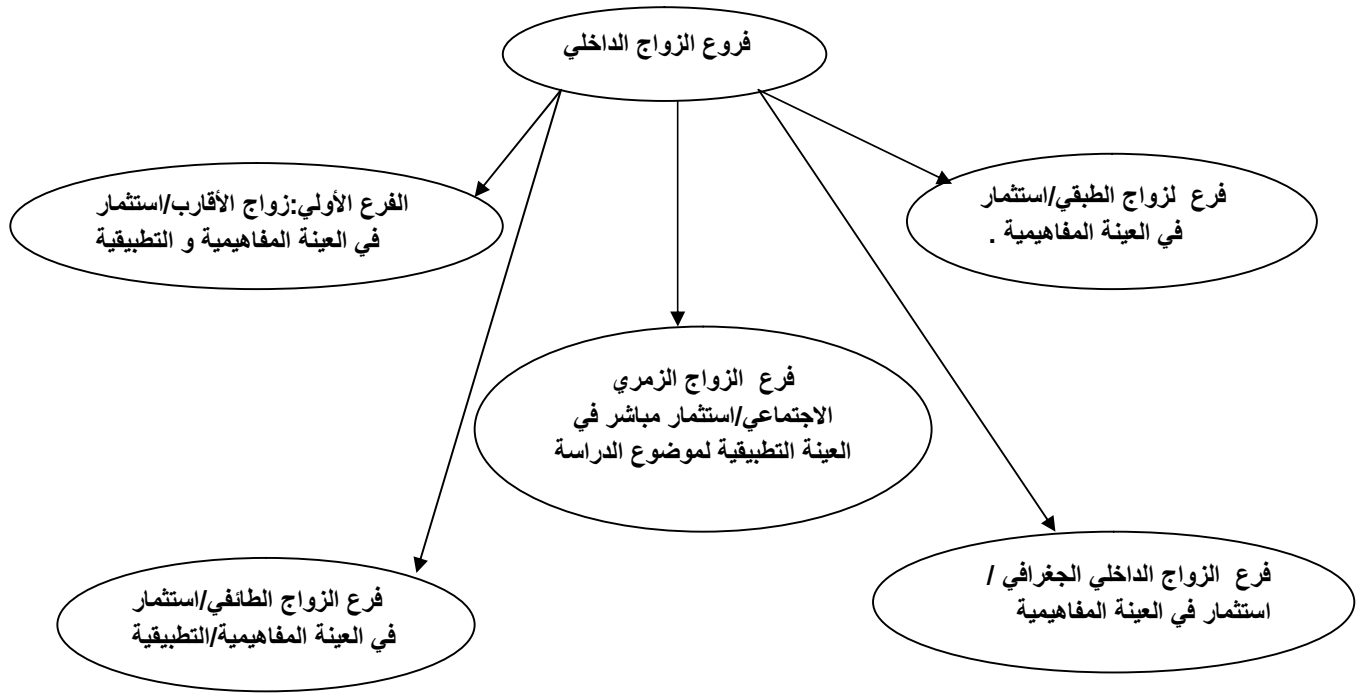 فروع الزواج الداخلي
فرع  لزواج الطبقي/استثمار
في العينة المفاهيمية .
الفرع الأولي:زواج الأقارب/استثمار
في العينة المفاهيمية و التطبيقية
فرع  الزواج الزمري
الاجتماعي/استثمار مباشر في
العينة التطبيقية لموضوع الدراسة
فرع  الزواج الداخلي الجغرافي /
استثمار في العينة المفاهيمية
فرع الزواج الطائفي/استثمار
في العينة المفاهيمية/التطبيقية